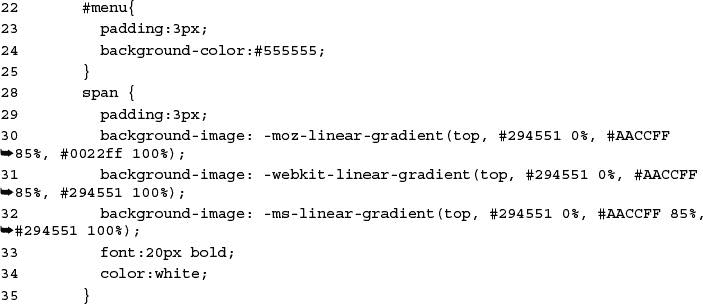 22 #menu{
23 padding:3px;
24 background-color:#555555;
25 }
28 span {
29 padding:3px;
30 background-image: -moz-linear-gradient(top, #294551 0%, #AACCFF
➥85%, #0022ff 100%);
31 background-image: -webkit-linear-gradient(top, #294551 0%, #AACCFF
➥85%, #294551 100%);
32 background-image: -ms-linear-gradient(top, #294551 0%, #AACCFF 85%,
➥#294551 100%);
33 font:20px bold;
34 color:white;
35 }